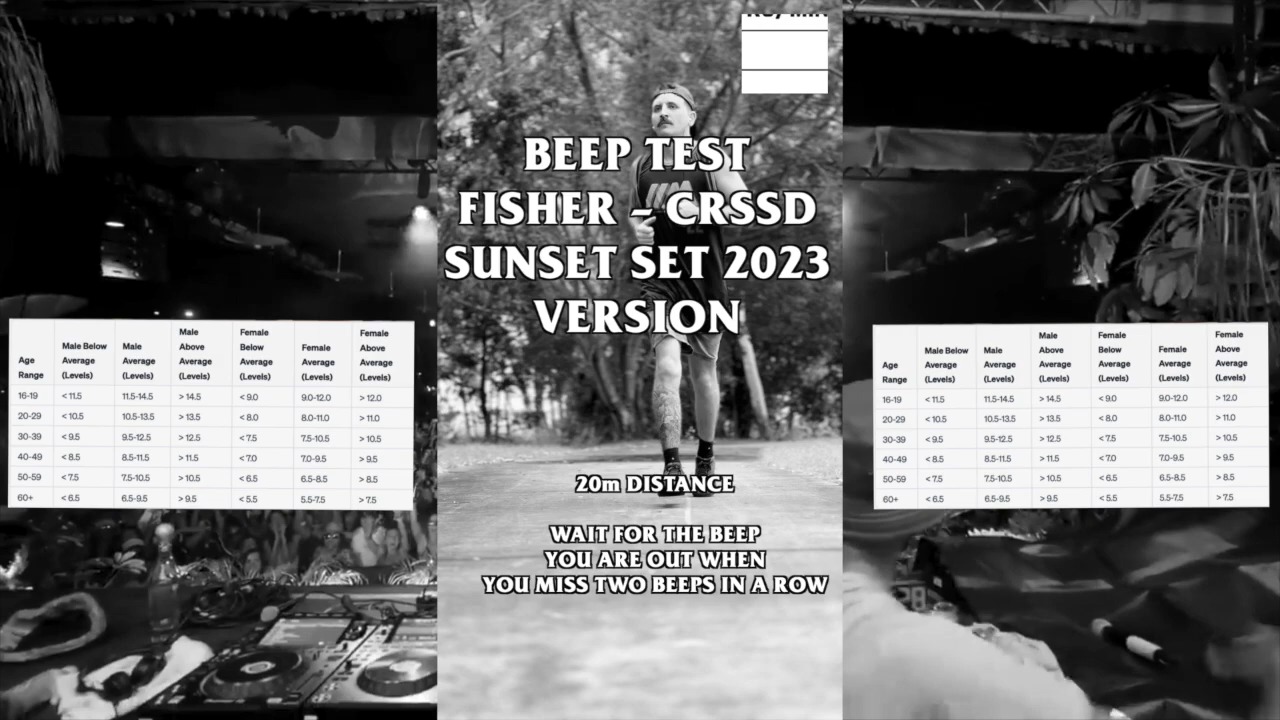 BEEP TEST
FISHER – CRSSD
SUNSET SET 2023
VERSION
20m DISTANCE
WAIT FOR THE BEEP
YOU ARE OUT WHEN
YOU MISS TWO BEEPS IN A ROW
Age Range | Male Below Average (Levels) | Male Average (Levels) | Male Above Average (Levels) | Female Below Average (Levels) | Female Average (Levels) | Female Above Average (Levels)
16-19 | < 11.5 | 11.5-14.5 | > 14.5 | < 9.0 | 9.0-12.0 | > 12.0
20-29 | < 10.5 | 10.5-13.5 | > 13.5 | < 8.0 | 8.0-11.0 | > 11.0
30-39 | < 9.5 | 9.5-12.5 | > 12.5 | < 7.5 | 7.5-10.5 | > 10.5
40-49 | < 8.5 | 8.5-11.5 | > 11.5 | < 7.0 | 7.0-9.5 | > 9.5
50-59 | < 7.5 | 7.5-10.5 | > 10.5 | < 6.5 | 6.5-8.5 | > 8.5
60+ | < 6.5 | 6.5-9.5 | > 9.5 | < 5.5 | 5.5-7.5 | > 7.5
Age Range | Male Below Average (Levels) | Male Average (Levels) | Male Above Average (Levels) | Female Below Average (Levels) | Female Average (Levels) | Female Above Average (Levels)
16-19 | < 11.5 | 11.5-14.5 | > 14.5 | < 9.0 | 9.0-12.0 | > 12.0
20-29 | < 10.5 | 10.5-13.5 | > 13.5 | < 8.0 | 8.0-11.0 | > 11.0
30-39 | < 9.5 | 9.5-12.5 | > 12.5 | < 7.5 | 7.5-10.5 | > 10.5
40-49 | < 8.5 | 8.5-11.5 | > 11.5 | < 7.0 | 7.0-9.5 | > 9.5
50-59 | < 7.5 | 7.5-10.5 | > 10.5 | < 6.5 | 6.5-8.5 | > 8.5
60+ | < 6.5 | 6.5-9.5 | > 9.5 | < 5.5 | 5.5-7.5 | > 7.5